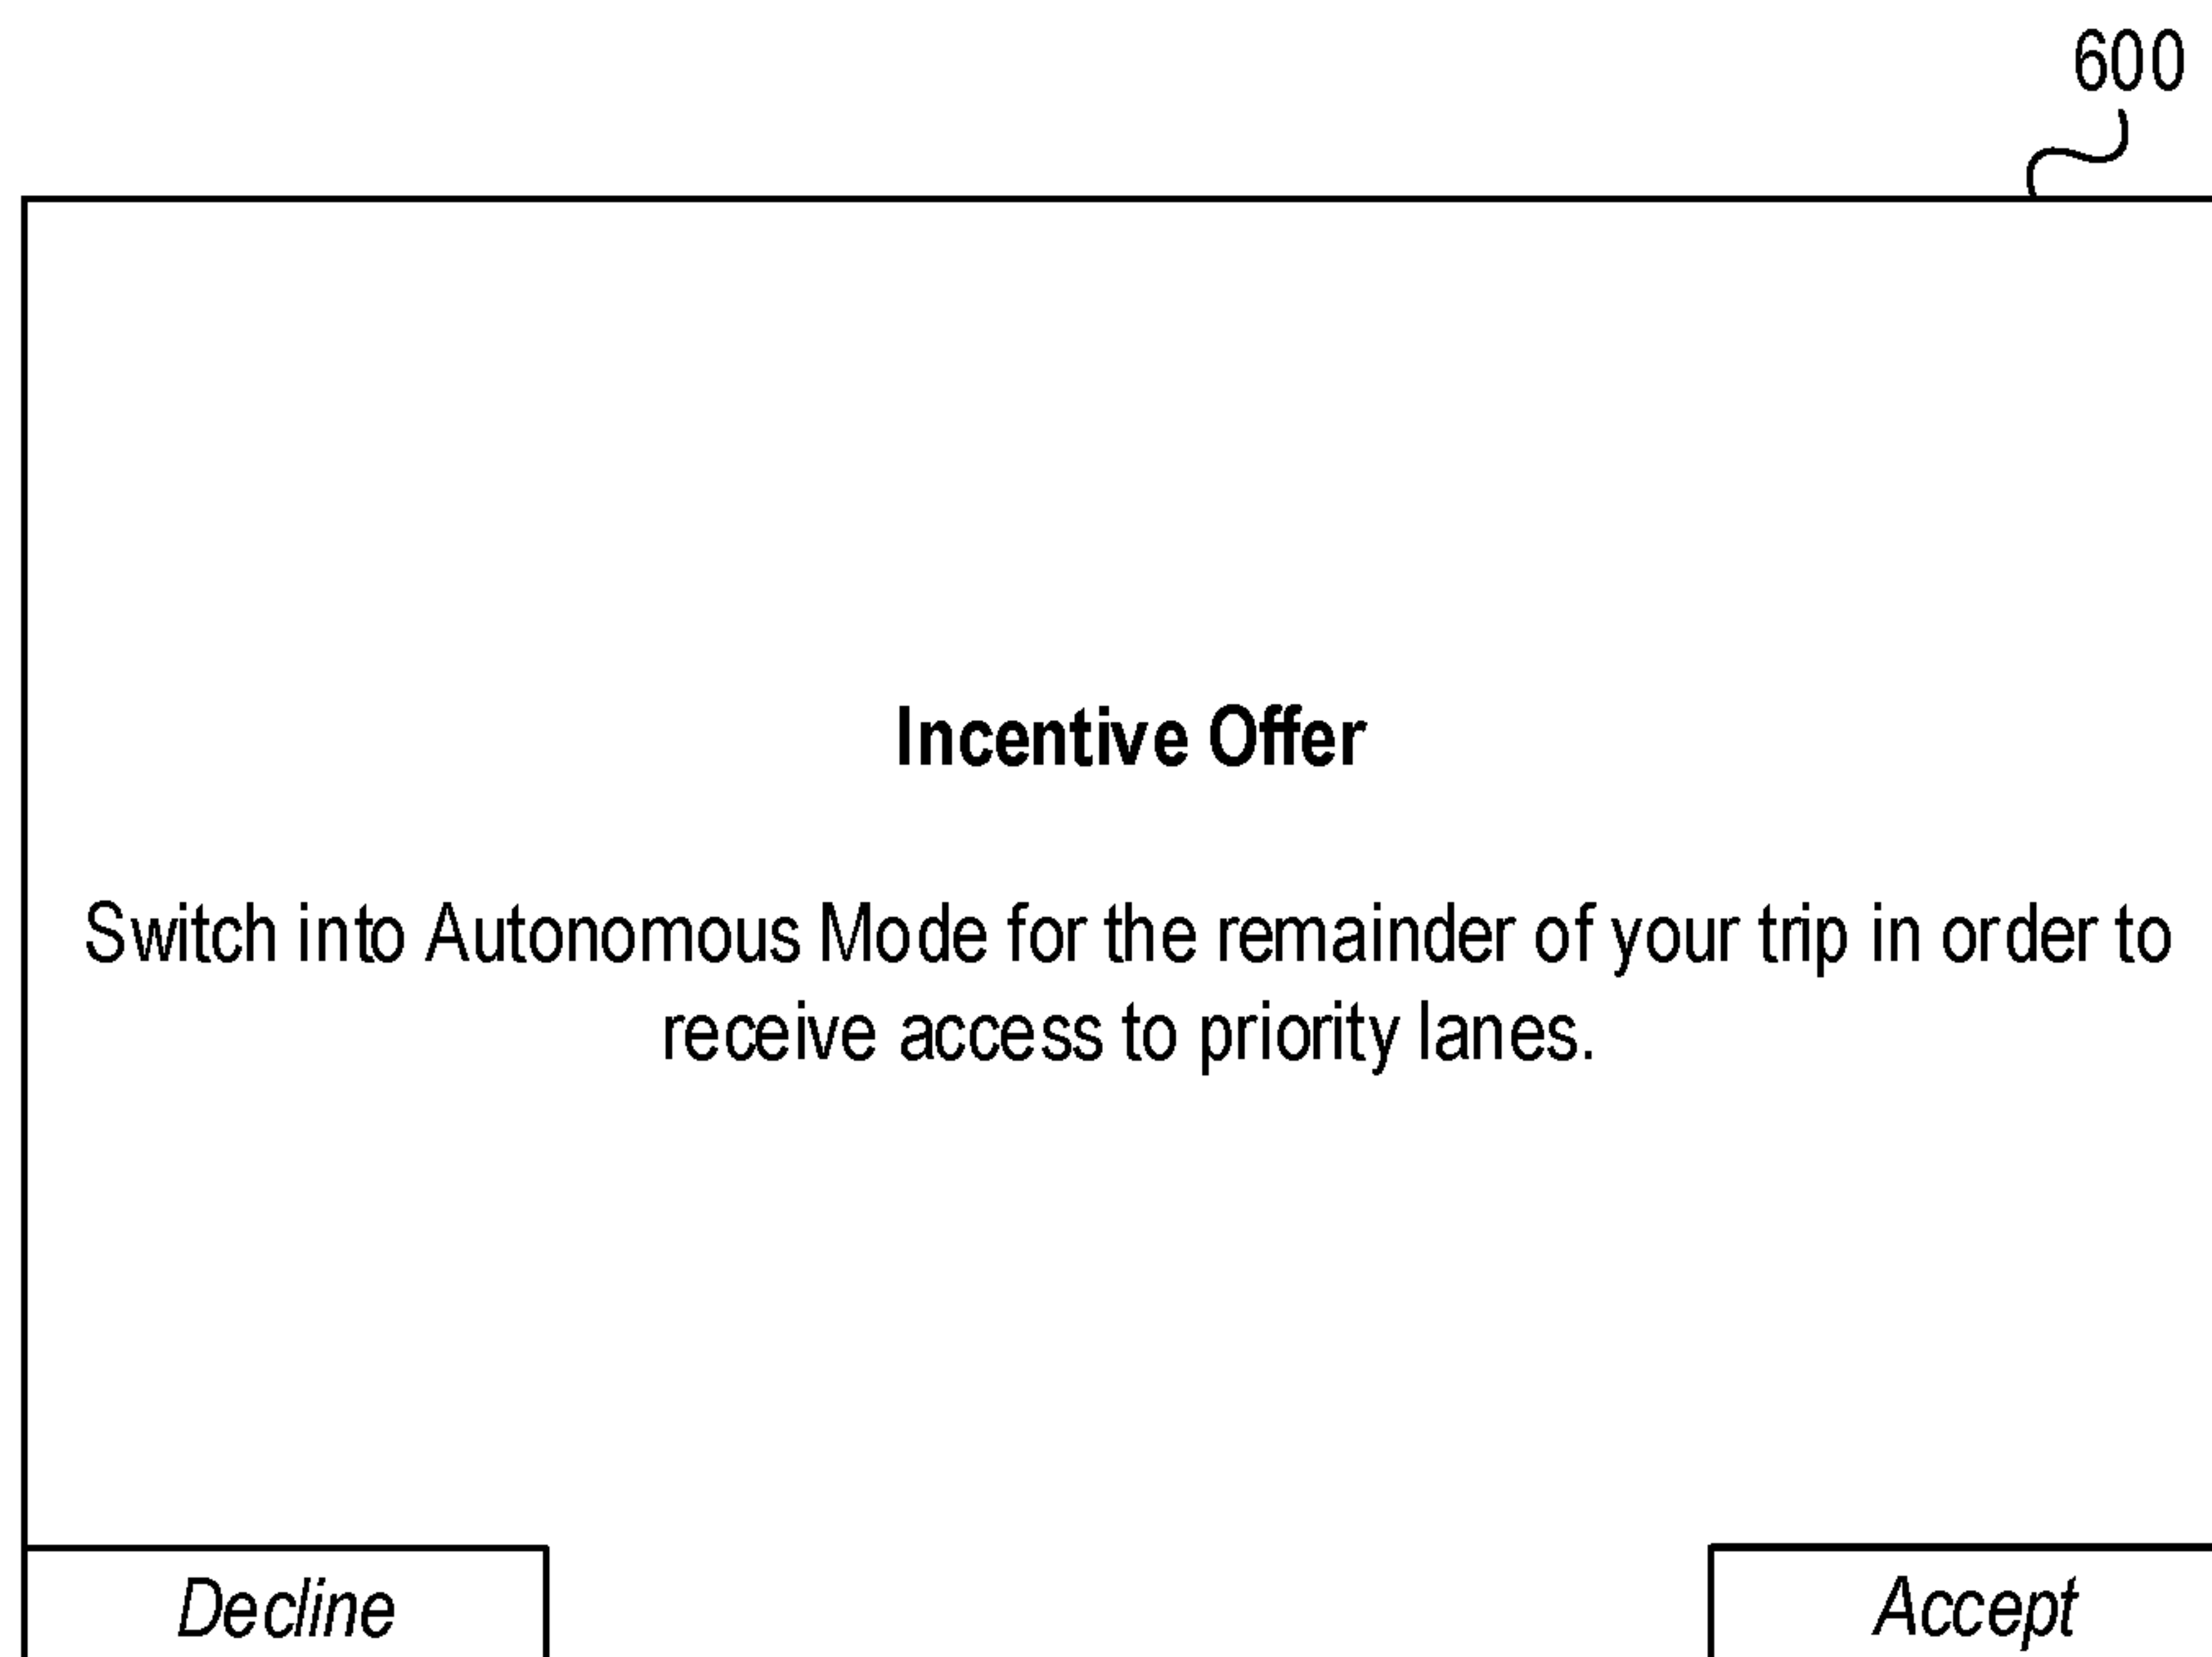 600
Incentive Offer
Switch into Autonomous Mode for the remainder of your trip in order to
receive access to priority lanes.
Decline
Accept